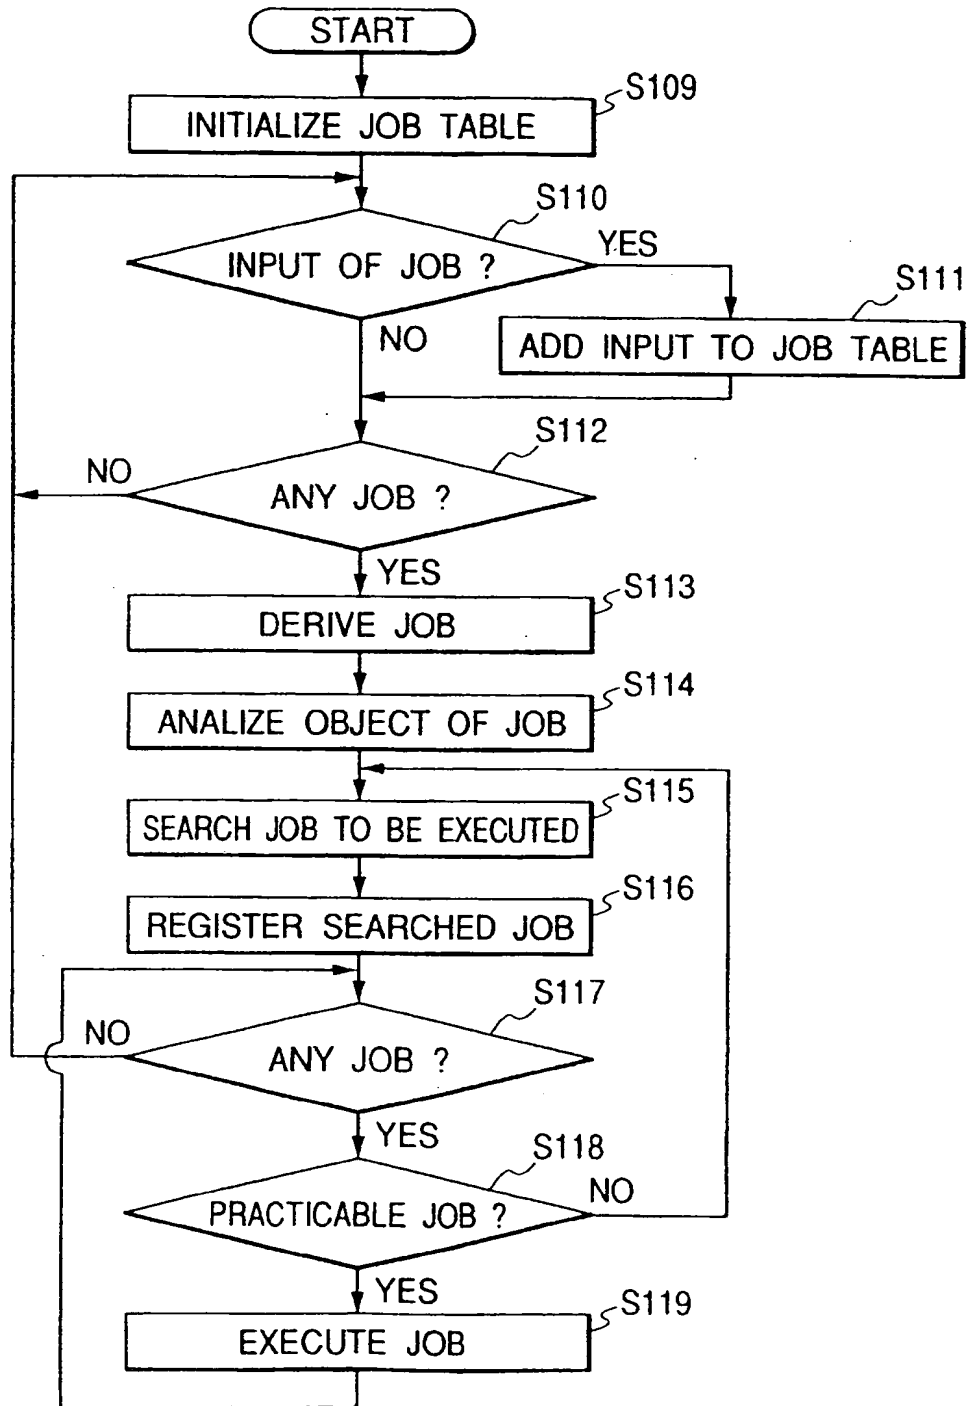 START
S109
INITIALIZE JOB TABLE
S110
INPUT OF JOB ?
YES
S111
NO
ADD INPUT TO JOB TABLE
S112
NO
ANY JOB ?
YES
S113
DERIVE JOB
S114
ANALIZE OBJECT OF JOB
S115
SEARCH JOB TO BE EXECUTED
S116
REGISTER SEARCHED JOB
S117
NO
ANY JOB ?
YES
S118
NO
PRACTICABLE JOB ?
YES
S119
EXECUTE JOB